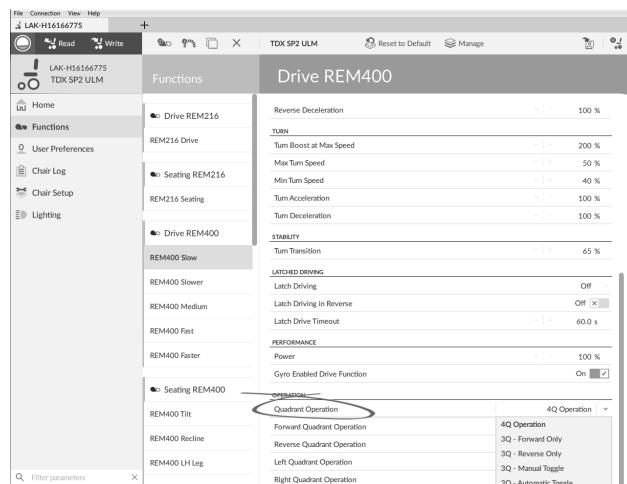 File Connection View Help
LAK-H16166775
Read Write TDX SP2 ULM Reset to Default Manage
LAK-H16166775
TDX SP2 ULM
Functions
Drive REM400
Home
Functions
User Preferences
Chair Log
Chair Setup
Lighting
Drive REM216
REM216 Drive
Seating REM216
REM216 Seating
Drive REM400
REM400 Slow
REM400 Slower
REM400 Medium
REM400 Fast
REM400 Faster
Seating REM400
REM400 Tilt
REM400 Recline
REM400 LH Leg
Filter parameters
Reverse Deceleration 100 %
TURN
Turn Boost at Max Speed 200 %
Max Turn Speed 50 %
Min Turn Speed 40 %
Turn Acceleration 100 %
Turn Deceleration 100 %
STABILITY
Turn Transition 65 %
LATCHED DRIVING
Latch Driving Off
Latch Driving in Reverse Off
Latch Drive Timeout 60.0 s
PERFORMANCE
Power 100 %
Gyro Enabled Drive Function On
OPERATION
Quadrant Operation 4Q Operation
Forward Quadrant Operation
Reverse Quadrant Operation
Left Quadrant Operation
Right Quadrant Operation
4Q Operation
3Q - Forward Only
3Q - Reverse Only
3Q - Manual Toggle
3Q - Automatic Toggle